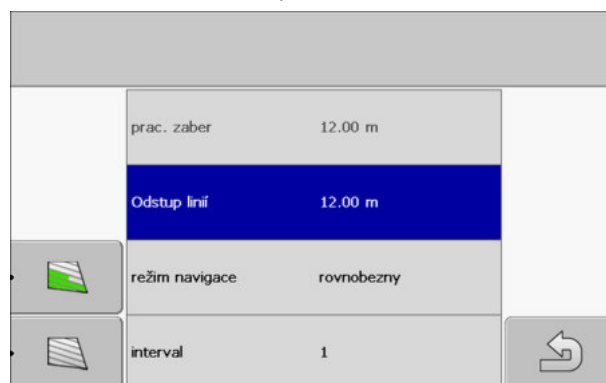 prac. zaber 12.00 m
Odstup linií 12.00 m
režim navigace rovnobezny
interval 1